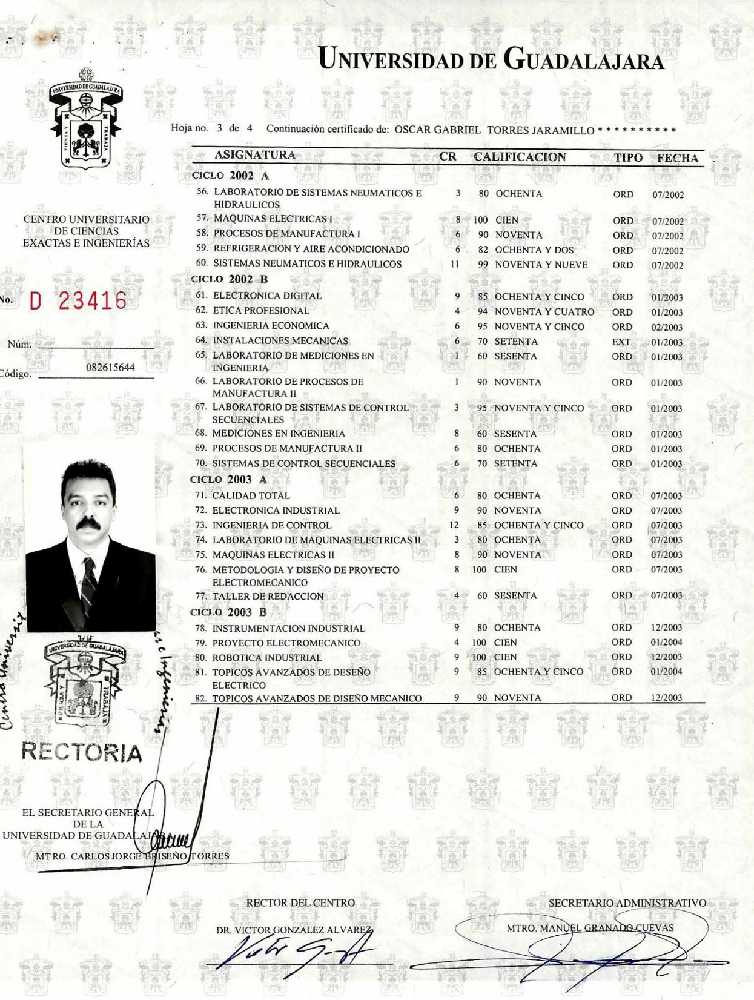 UNIVERSIDAD DE GUADALAJARA
UNIVERSIDAD DE GUADALAJARA
PIENSA Y
TRABAJA
Hoja no. 3 de 4 Continuación certificado de: OSCAR GABRIEL TORRES JARAMILLO * * * * * * * * * *
ASIGNATURA CR CALIFICACION TIPO FECHA
CICLO 2002 A
56. LABORATORIO DE SISTEMAS NEUMATICOS E 3 80 OCHENTA ORD 07/2002
HIDRAULICOS
57. MAQUINAS ELECTRICAS I 8 100 CIEN ORD 07/2002
58. PROCESOS DE MANUFACTURA I 6 90 NOVENTA ORD 07/2002
59. REFRIGERACION Y AIRE ACONDICIONADO 6 82 OCHENTA Y DOS ORD 07/2002
60. SISTEMAS NEUMATICOS E HIDRAULICOS 11 99 NOVENTA Y NUEVE ORD 07/2002
CICLO 2002 B
61. ELECTRONICA DIGITAL 9 85 OCHENTA Y CINCO ORD 01/2003
62. ETICA PROFESIONAL 4 94 NOVENTA Y CUATRO ORD 01/2003
63. INGENIERIA ECONOMICA 6 95 NOVENTA Y CINCO ORD 02/2003
64. INSTALACIONES MECANICAS 6 70 SETENTA EXT 01/2003
65. LABORATORIO DE MEDICIONES EN 1 60 SESENTA ORD 01/2003
INGENIERIA
66. LABORATORIO DE PROCESOS DE 1 90 NOVENTA ORD 01/2003
MANUFACTURA II
67. LABORATORIO DE SISTEMAS DE CONTROL 3 95 NOVENTA Y CINCO ORD 01/2003
SECUENCIALES
68. MEDICIONES EN INGENIERIA 8 60 SESENTA ORD 01/2003
69. PROCESOS DE MANUFACTURA II 6 80 OCHENTA ORD 01/2003
70. SISTEMAS DE CONTROL SECUENCIALES 6 70 SETENTA ORD 01/2003
CICLO 2003 A
71. CALIDAD TOTAL 6 80 OCHENTA ORD 07/2003
72. ELECTRONICA INDUSTRIAL 9 90 NOVENTA ORD 07/2003
73. INGENIERIA DE CONTROL 12 85 OCHENTA Y CINCO ORD 07/2003
74. LABORATORIO DE MAQUINAS ELECTRICAS II 3 80 OCHENTA ORD 07/2003
75. MAQUINAS ELECTRICAS II 8 90 NOVENTA ORD 07/2003
76. METODOLOGIA Y DISEÑO DE PROYECTO 8 100 CIEN ORD 07/2003
ELECTROMECANICO
77. TALLER DE REDACCION 4 60 SESENTA ORD 07/2003
CICLO 2003 B
78. INSTRUMENTACION INDUSTRIAL 9 80 OCHENTA ORD 12/2003
79. PROYECTO ELECTROMECANICO 4 100 CIEN ORD 01/2004
80. ROBOTICA INDUSTRIAL 9 100 CIEN ORD 12/2003
81. TOPICOS AVANZADOS DE DESEÑO 9 85 OCHENTA Y CINCO ORD 01/2004
ELECTRICO
82. TOPICOS AVANZADOS DE DISEÑO MECANICO 9 90 NOVENTA ORD 12/2003
CENTRO UNIVERSITARIO
DE CIENCIAS
EXACTAS E INGENIERÍAS
No. D 23416
Núm.
Código. 082615644
UNIVERSIDAD DE GUADALAJARA
PIENSA Y
TRABAJA
RECTORIA
EL SECRETARIO GENERAL
DE LA
UNIVERSIDAD DE GUADALAJARA
MTRO. CARLOS JORGE BRISEÑO TORRES
RECTOR DEL CENTRO
DR. VICTOR GONZALEZ ALVAREZ
SECRETARIO ADMINISTRATIVO
MTRO. MANUEL GRANADO CUEVAS